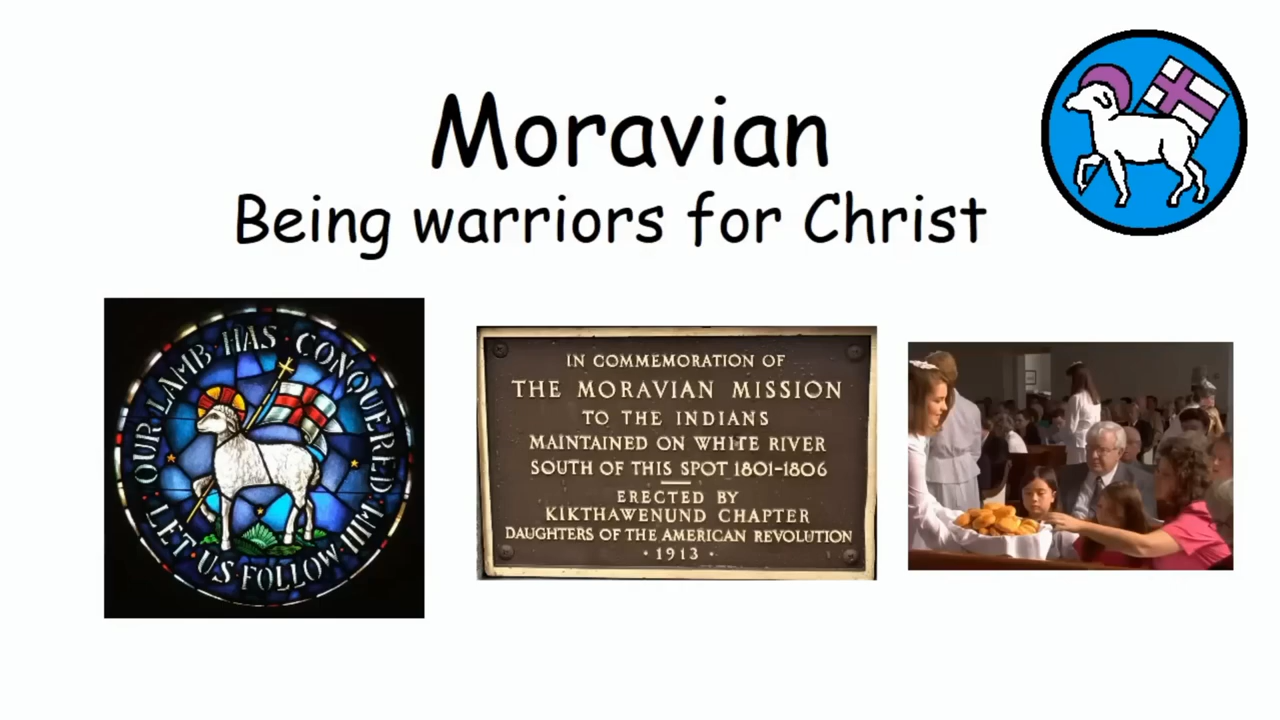 Moravian
Being warriors for Christ
OUR LAMB HAS CONQUERED
LET US FOLLOW HIM
IN COMMEMORATION OF
THE MORAVIAN MISSION
TO THE INDIANS
MAINTAINED ON WHITE RIVER
SOUTH OF THIS SPOT 1801-1806
ERECTED BY
KIKTHAWENUND CHAPTER
DAUGHTERS OF THE AMERICAN REVOLUTION
· 1913 ·